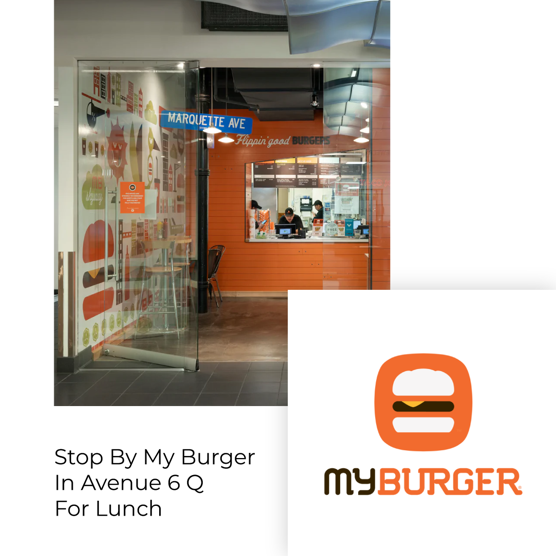 MARQUETTE AVE
Flippin' good BURGERS
Stop By My Burger
In Avenue 6 Q
For Lunch
MYBURGER